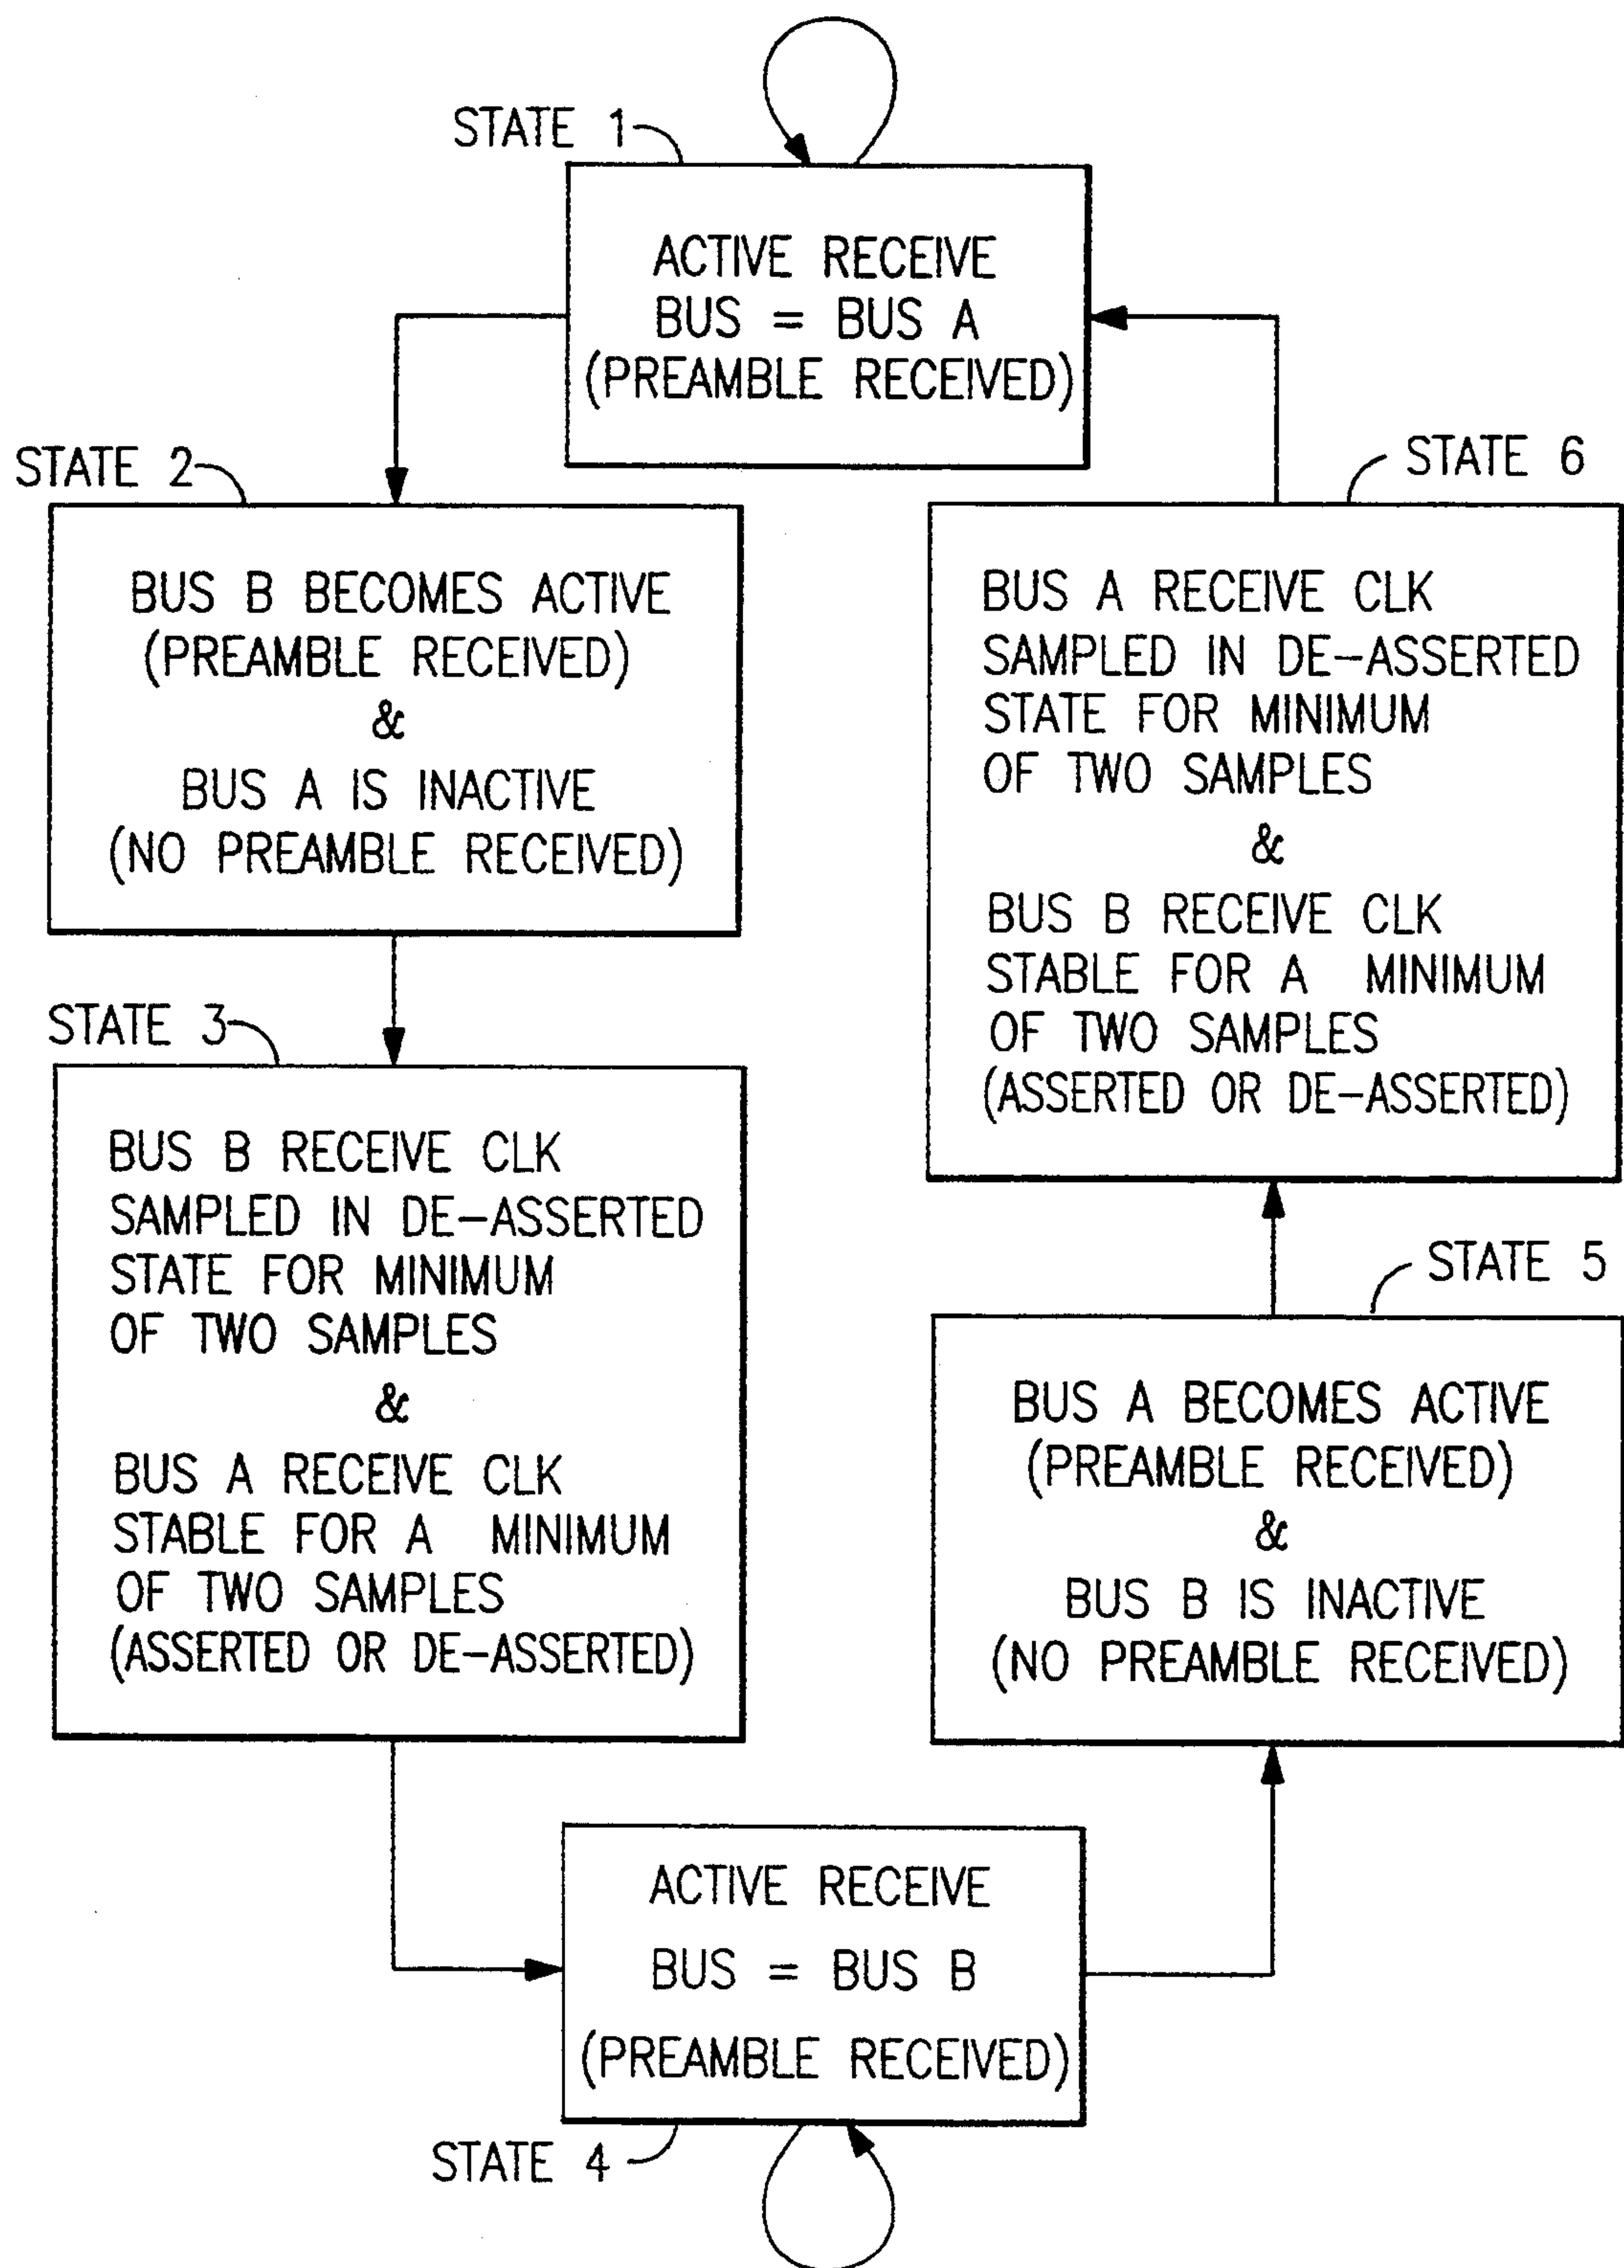 STATE 1
ACTIVE RECEIVE
BUS = BUS A
(PREAMBLE RECEIVED)
STATE 2
BUS B BECOMES ACTIVE
(PREAMBLE RECEIVED)
&
BUS A IS INACTIVE
(NO PREAMBLE RECEIVED)
STATE 3
BUS B RECEIVE CLK
SAMPLED IN DE-ASSERTED
STATE FOR MINIMUM
OF TWO SAMPLES
&
BUS A RECEIVE CLK
STABLE FOR A MINIMUM
OF TWO SAMPLES
(ASSERTED OR DE-ASSERTED)
STATE 4
ACTIVE RECEIVE
BUS = BUS B
(PREAMBLE RECEIVED)
STATE 5
BUS A BECOMES ACTIVE
(PREAMBLE RECEIVED)
&
BUS B IS INACTIVE
(NO PREAMBLE RECEIVED)
STATE 6
BUS A RECEIVE CLK
SAMPLED IN DE-ASSERTED
STATE FOR MINIMUM
OF TWO SAMPLES
&
BUS B RECEIVE CLK
STABLE FOR A MINIMUM
OF TWO SAMPLES
(ASSERTED OR DE-ASSERTED)